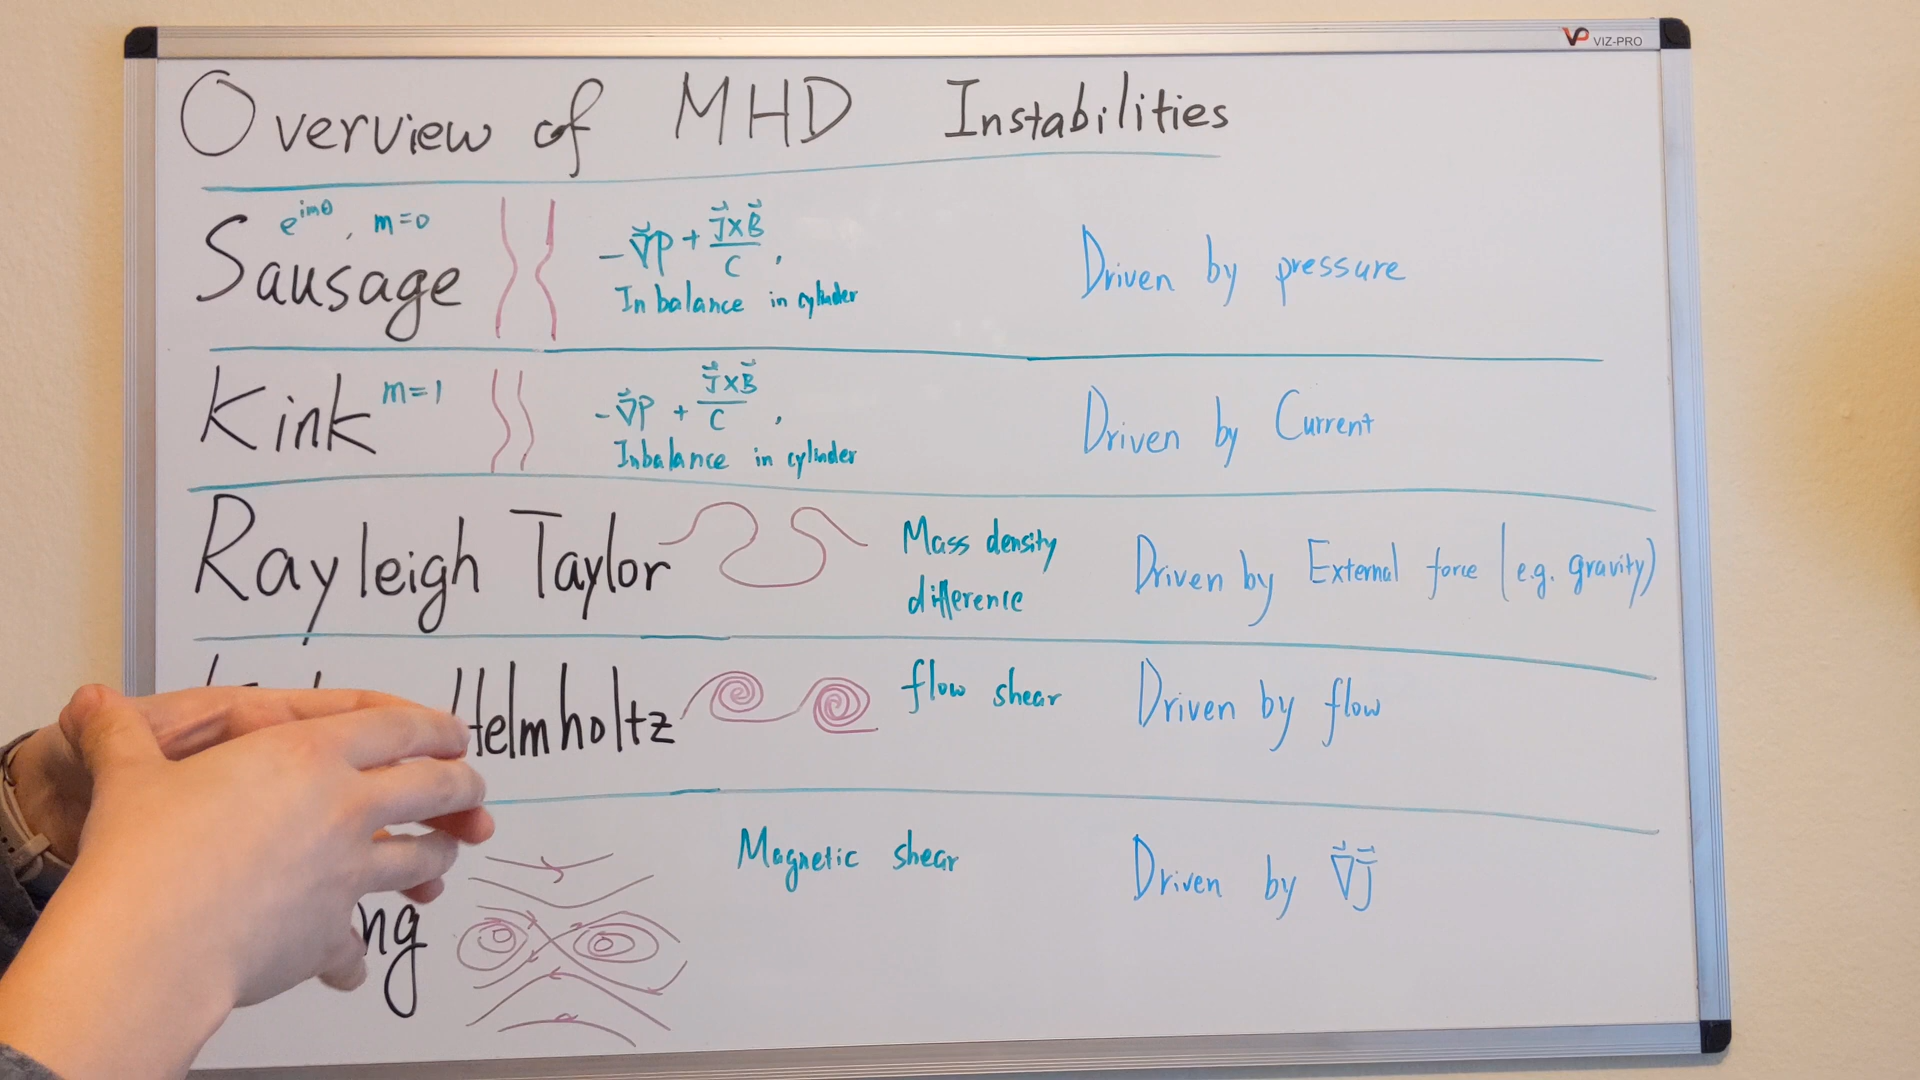 VP VIZ-PRO
Overview of MHD Instabilities
e^{imθ}, m=0
Sausage
-∇⃗P + J⃗×B⃗/C,
Inbalance in cylinder
Driven by pressure
Kink m=1
-∇⃗P + J⃗×B⃗/C,
Inbalance in cylinder
Driven by Current
Rayleigh Taylor
Mass density
difference
Driven by External force (e.g. gravity)
Helmholtz
flow shear
Driven by flow
ng
Magnetic shear
Driven by ∇⃗J⃗